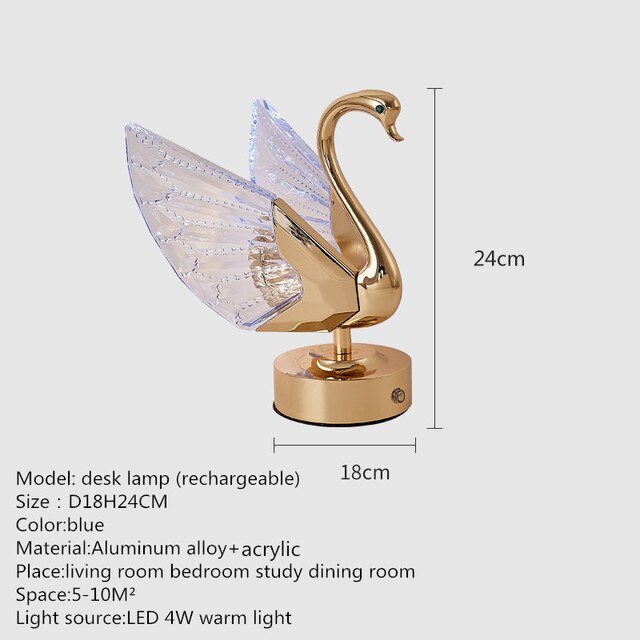 24cm
18cm
Model: desk lamp (rechargeable)
Size : D18H24CM
Color:blue
Material:Aluminum alloy+acrylic
Place:living room bedroom study dining room
Space:5-10M²
Light source:LED 4W warm light